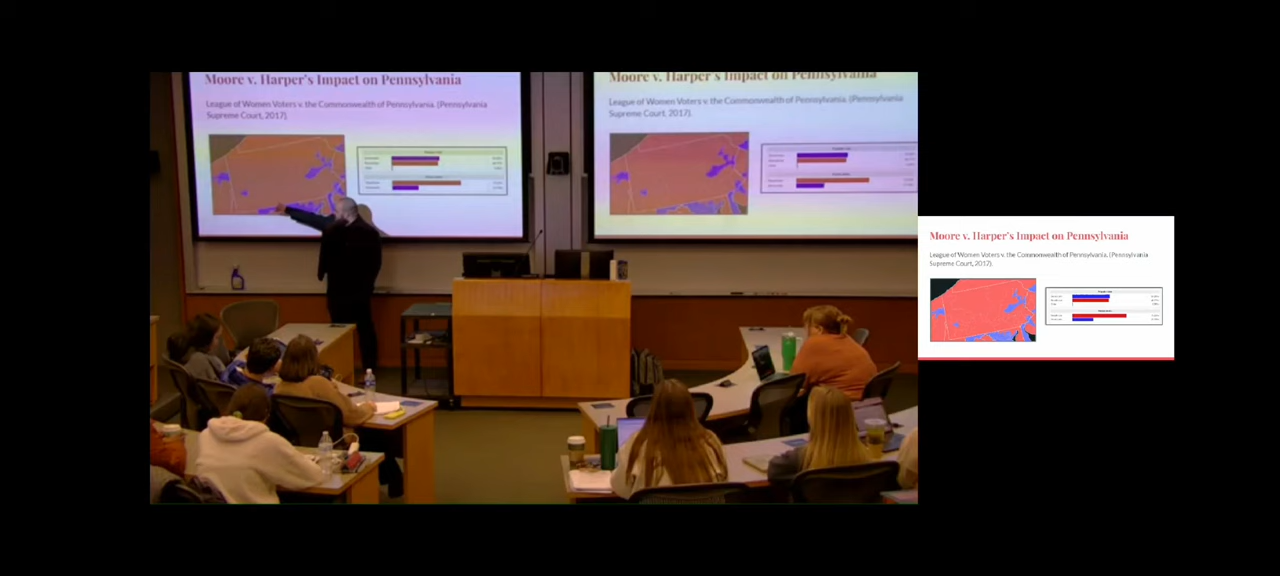 Moore v. Harper's Impact on Pennsylvania
League of Women Voters v. the Commonwealth of Pennsylvania. (Pennsylvania
Supreme Court, 2017).
Moore v. Harper's Impact on Pennsylvania
League of Women Voters v. the Commonwealth of Pennsylvania. (Pennsylvania
Supreme Court, 2017).
Moore v. Harper's Impact on Pennsylvania
League of Women Voters v. the Commonwealth of Pennsylvania. (Pennsylvania
Supreme Court, 2017).